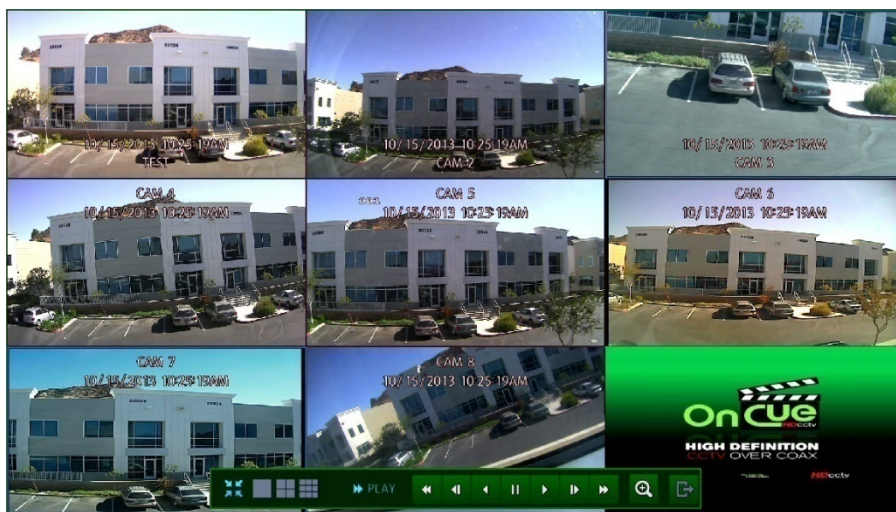 10/15/2013 10:25:19AM
TEST
10/15/2013 10:25:19AM
CAM 2
10/15/2013 10:25:19AM
CAM 3
CAM 4
10/15/2013 10:25:19AM
CAM 5
10/15/2013 10:25:19AM
CAM 6
10/15/2013 10:25:19AM
CAM 7
10/15/2013 10:25:19AM
CAM 8
10/15/2013 10:25:19AM
OnCue
HDcctv
HIGH DEFINITION
CCTV OVER COAX
HDcctv
PLAY